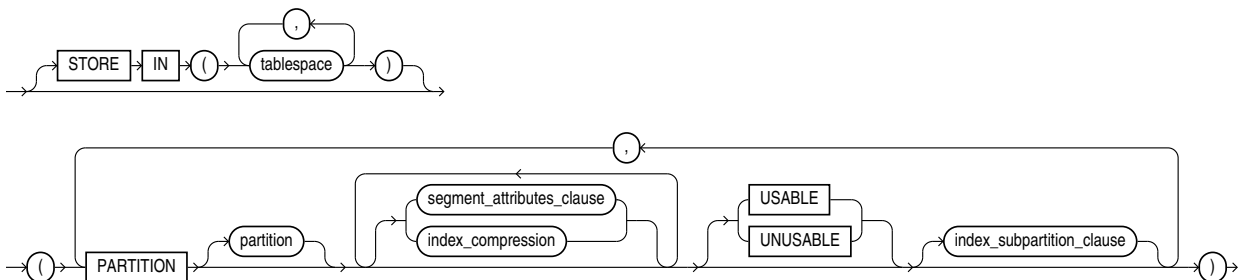 ,
STORE IN ( tablespace )
,
segment_attributes_clause USABLE
partition index_compression UNUSABLE index_subpartition_clause
( PARTITION )